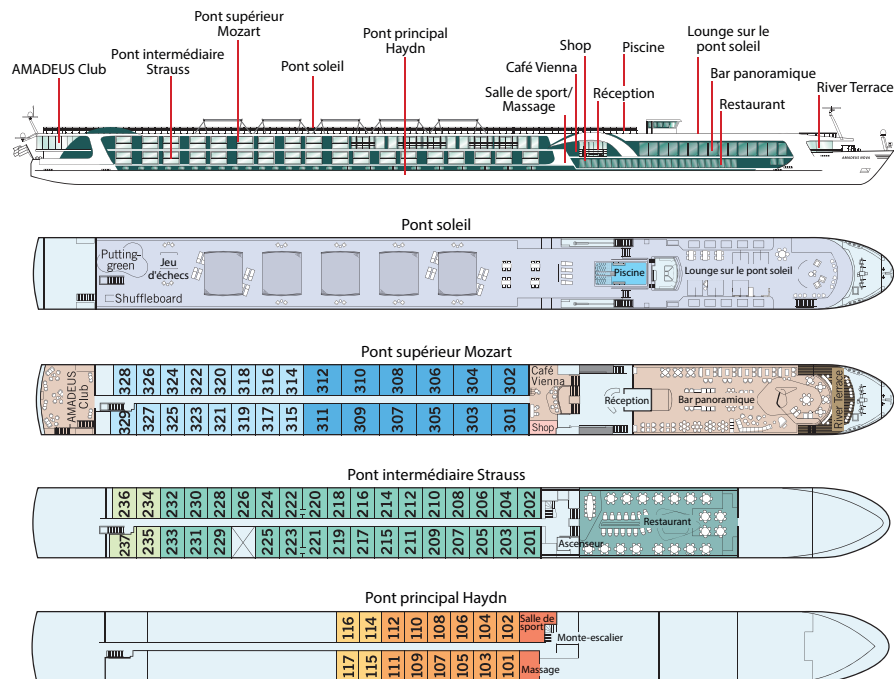 Pont supérieur
Mozart
Pont principal
Haydn
Lounge sur le
pont soleil
Pont intermédiaire
Strauss
Shop
Piscine
AMADEUS Club
Pont soleil
Café Vienna
Bar panoramique
Salle de sport/
Massage
Réception
River Terrace
Restaurant
AMADEUS NOVA
Pont soleil
Putting-
green
Jeu
d'échecs
Shuffleboard
Piscine
Lounge sur le pont soleil
Pont supérieur Mozart
AMADEUS
Club
328 326 324 322 320 318 316 314 312 310 308 306 304 302
329 327 325 323 321 319 317 315 311 309 307 305 303 301
Café
Vienna
Shop
Réception
Bar panoramique
River Terrace
Pont intermédiaire Strauss
236 234 232 230 228 226 224 222 220 218 216 214 212 210 208 206 204 202
237 235 233 231 229 225 223 221 219 217 215 211 209 207 205 203 201
Restaurant
Ascenseur
Pont principal Haydn
116 114 112 110 108 106 104 102
117 115 111 109 107 105 103 101
Salle de
sport
Monte-escalier
Massage